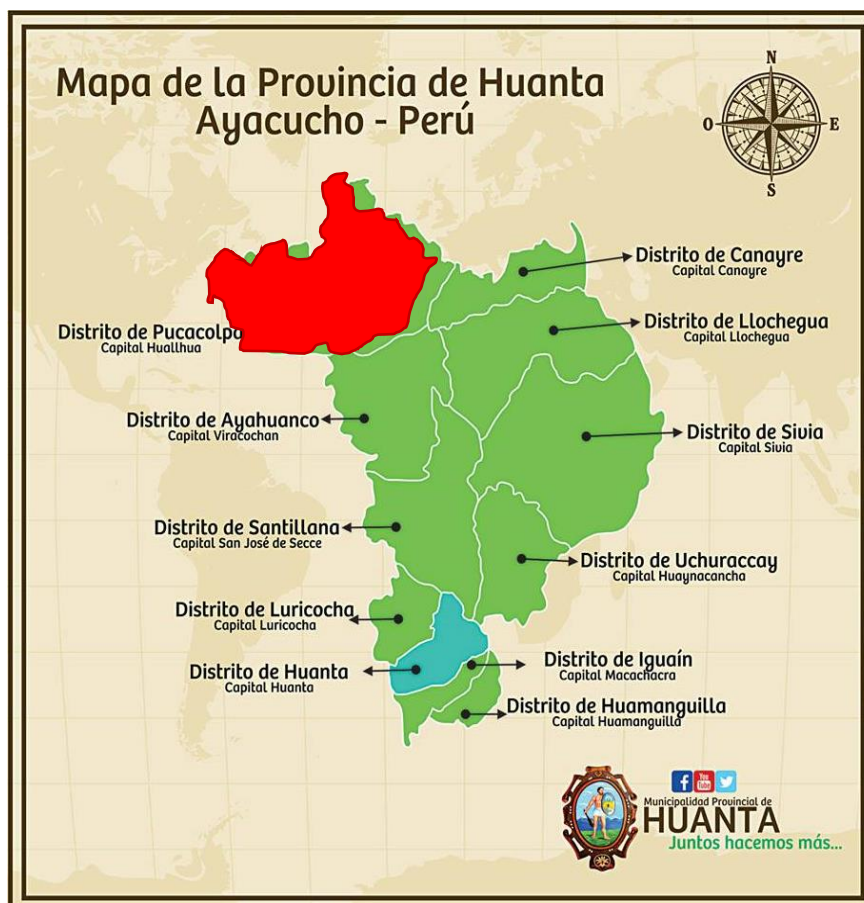 Mapa de la Provincia de Huanta
Ayacucho - Perú
N
O
E
S
Distrito de Canayre
Capital Canayre
Distrito de Llochegua
Capital Llochegua
Distrito de Pucacolpa
Capital Huallhua
Distrito de Ayahuanco
Capital Viracochan
Distrito de Sivia
Capital Sivia
Distrito de Santillana
Capital San José de Secce
Distrito de Uchuraccay
Capital Huaynacancha
Distrito de Luricocha
Capital Luricocha
Distrito de Huanta
Capital Huanta
Distrito de Iguaín
Capital Macachacra
Distrito de Huamanguilla
Capital Huamanguilla
You
Tube
Municipalidad Provincial de
HUANTA
Juntos hacemos más...